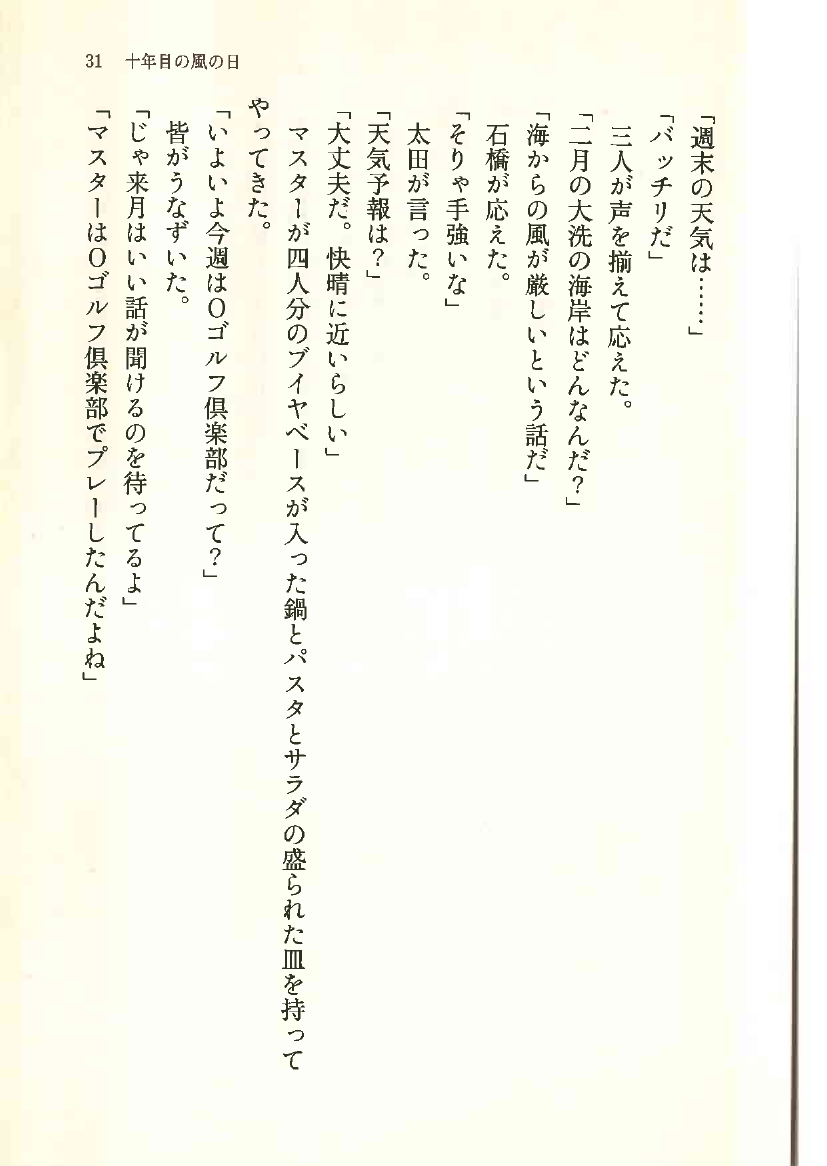 31 十年目の風の日
「週末の天気は……」
「バッチリだ」
三人が声を揃えて応えた。
「二月の大洗の海岸はどんなんだ？」
「海からの風が厳しいという話だ」
石橋が応えた。
「そりゃ手強いな」
太田が言った。
「天気予報は？」
「大丈夫だ。快晴に近いらしい」
マスターが四人分のブイヤベースが入った鍋とパスタとサラダの盛られた皿を持って
やってきた。
「いよいよ今週はＯゴルフ倶楽部だって？」
皆がうなずいた。
「じゃ来月はいい話が聞けるのを待ってるよ」
「マスターはＯゴルフ倶楽部でプレーしたんだよね」